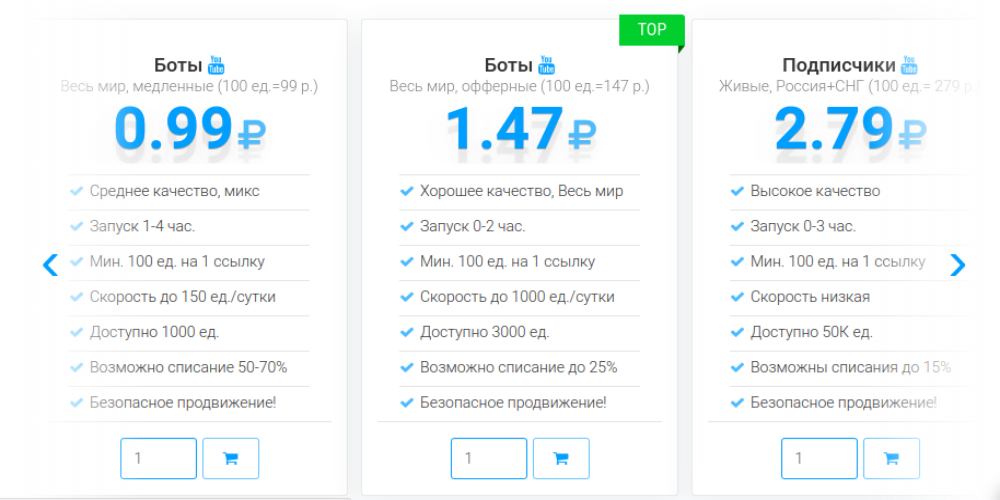 TOP
Боты You Tube
Весь мир, медленные (100 ед.=99 р.)
0.99₽
Среднее качество, микс
Запуск 1-4 час.
Мин. 100 ед. на 1 ссылку
Скорость до 150 ед./сутки
Доступно 1000 ед.
Возможно списание 50-70%
Безопасное продвижение!
1
Боты You Tube
Весь мир, офферные (100 ед.=147 р.)
1.47₽
Хорошее качество, Весь мир
Запуск 0-2 час.
Мин. 100 ед. на 1 ссылку
Скорость до 1000 ед./сутки
Доступно 3000 ед.
Возможно списание до 25%
Безопасное продвижение!
1
Подписчики You Tube
Живые, Россия+СНГ (100 ед.= 279 р.)
2.79₽
Высокое качество
Запуск 0-3 час.
Мин. 100 ед. на 1 ссылку
Скорость низкая
Доступно 50К ед.
Возможны списания до 15%
Безопасное продвижение!
1